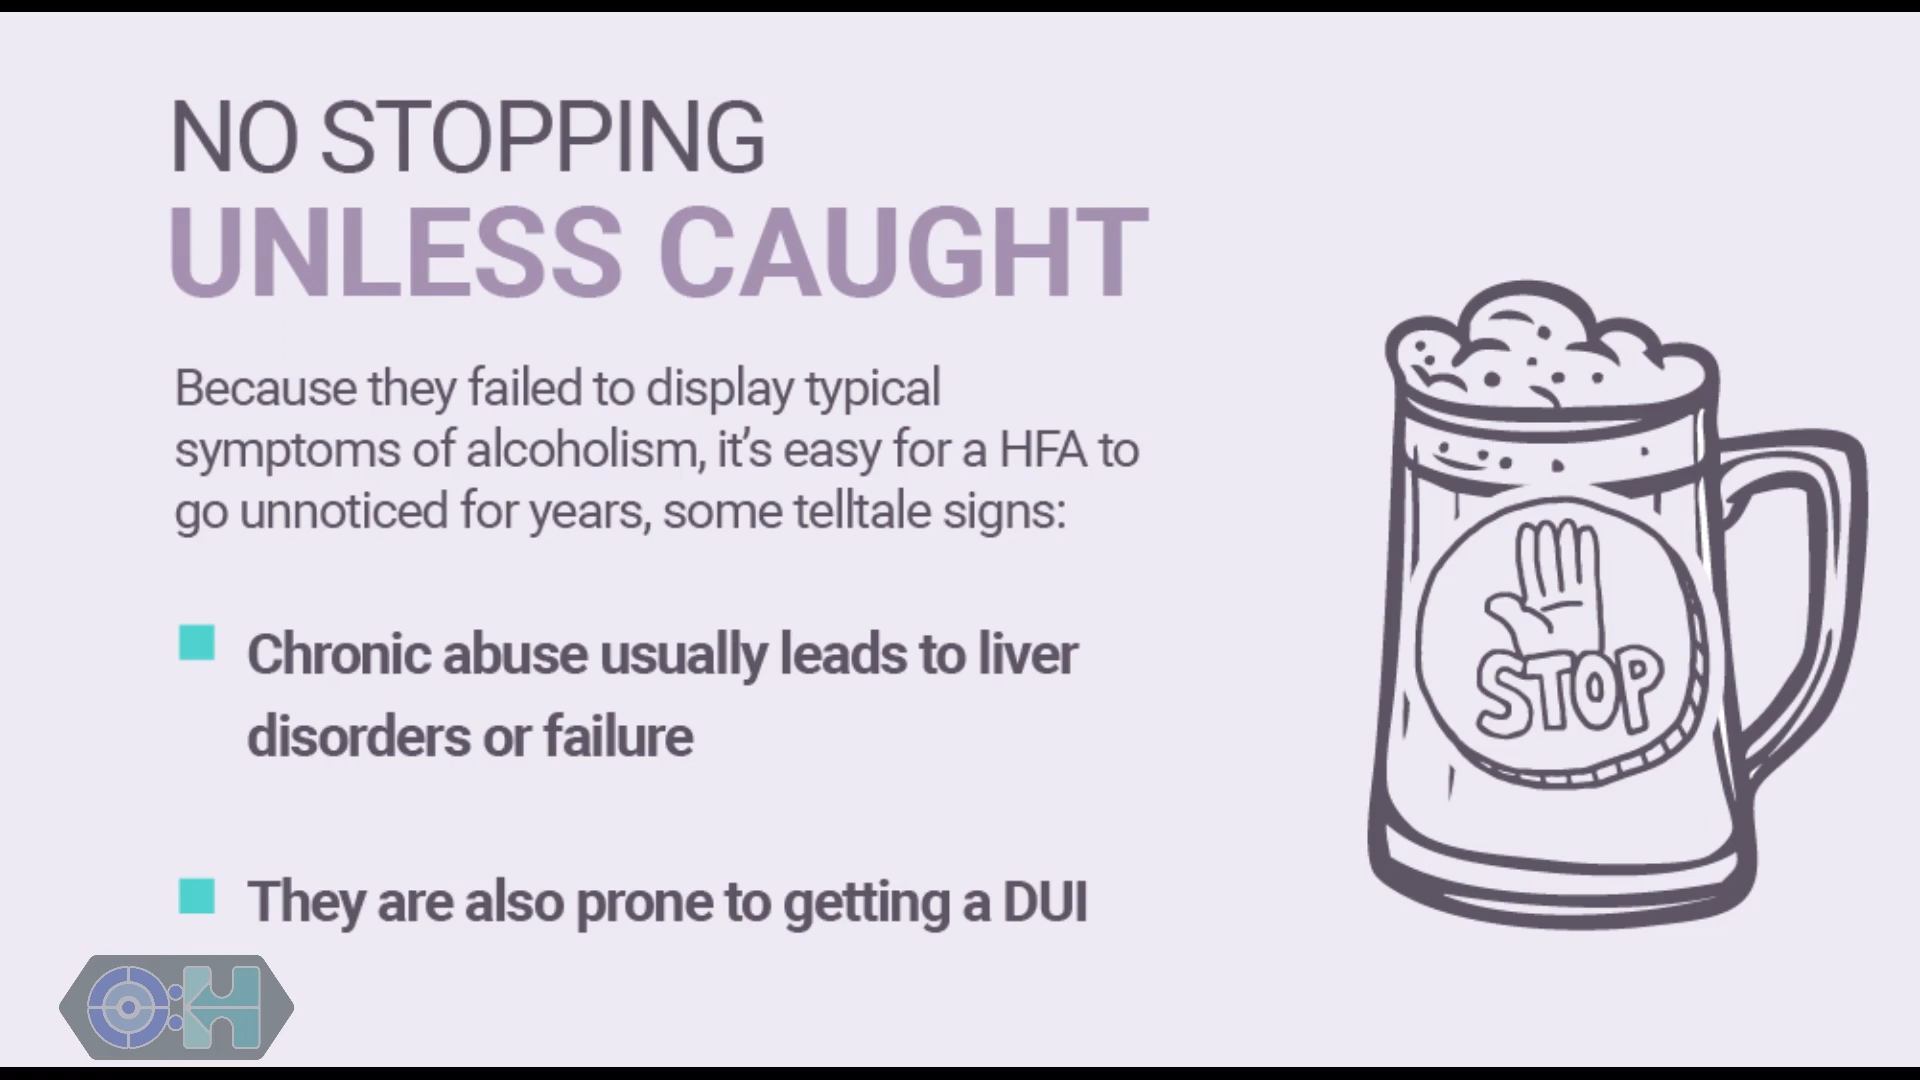 NO STOPPING
UNLESS CAUGHT
Because they failed to display typical
symptoms of alcoholism, it’s easy for a HFA to
go unnoticed for years, some telltale signs:
Chronic abuse usually leads to liver
disorders or failure
They are also prone to getting a DUI
STOP